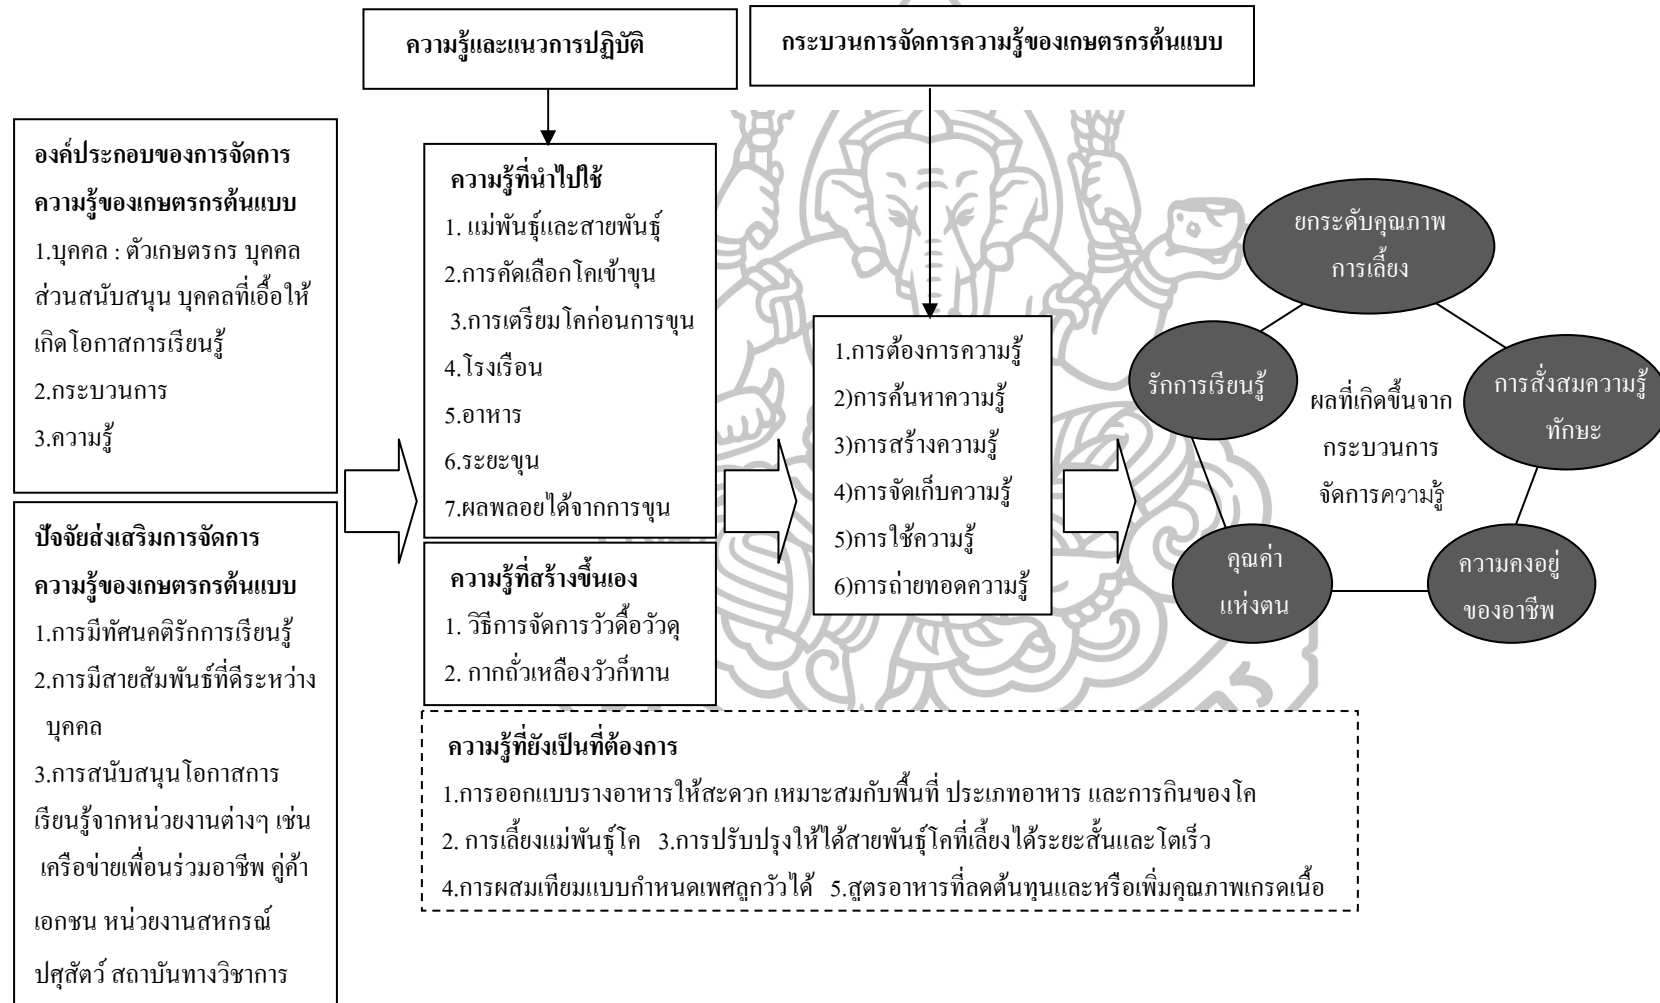 ความรู้และแนวการปฏิบัติ
กระบวนการจัดการความรู้ของเกษตรกรต้นแบบ
องค์ประกอบของการจัดการ
ความรู้ของเกษตรกรต้นแบบ
1.บุคคล : ตัวเกษตรกร บุคคล
ส่วนสนับสนุน บุคคลที่เอื้อให้
เกิดโอกาสการเรียนรู้
2.กระบวนการ
3.ความรู้
ปัจจัยส่งเสริมการจัดการ
ความรู้ของเกษตรกรต้นแบบ
1.การมีทัศนคติรักการเรียนรู้
2.การมีสายสัมพันธ์ที่ดีระหว่าง
บุคคล
3.การสนับสนุนโอกาสการ
เรียนรู้จากหน่วยงานต่างๆ เช่น
เครือข่ายเพื่อนร่วมอาชีพ คู่ค้า
เอกชน หน่วยงานสหกรณ์
ปศุสัตว์ สถาบันทางวิชาการ
ความรู้ที่นำไปใช้
1. แม่พันธุ์และสายพันธุ์
2.การคัดเลือกโคเข้าขุน
3.การเตรียมโคก่อนการขุน
4.โรงเรือน
5.อาหาร
6.ระยะขุน
7.ผลพลอยได้จากการขุน
ความรู้ที่สร้างขึ้นเอง
1. วิธีการจัดการวัวดื้อวัวดุ
2. กากถั่วเหลืองวัวก็ทาน
1.การต้องการความรู้
2)การค้นหาความรู้
3)การสร้างความรู้
4)การจัดเก็บความรู้
5)การใช้ความรู้
6)การถ่ายทอดความรู้
ยกระดับคุณภาพ
การเลี้ยง
รักการเรียนรู้
การสั่งสมความรู้
ทักษะ
ผลที่เกิดขึ้นจาก
กระบวนการ
จัดการความรู้
คุณค่า
แห่งตน
ความคงอยู่
ของอาชีพ
ความรู้ที่ยังเป็นที่ต้องการ
1.การออกแบบรางอาหารให้สะดวก เหมาะสมกับพื้นที่ ประเภทอาหาร และการกินของโค
2. การเลี้ยงแม่พันธุ์โค 3.การปรับปรุงให้ได้สายพันธุ์โคที่เลี้ยงได้ระยะสั้นและโตเร็ว
4.การผสมเทียมแบบกำหนดเพศลูกวัวได้ 5.สูตรอาหารที่ลดต้นทุนและหรือเพิ่มคุณภาพเกรดเนื้อ